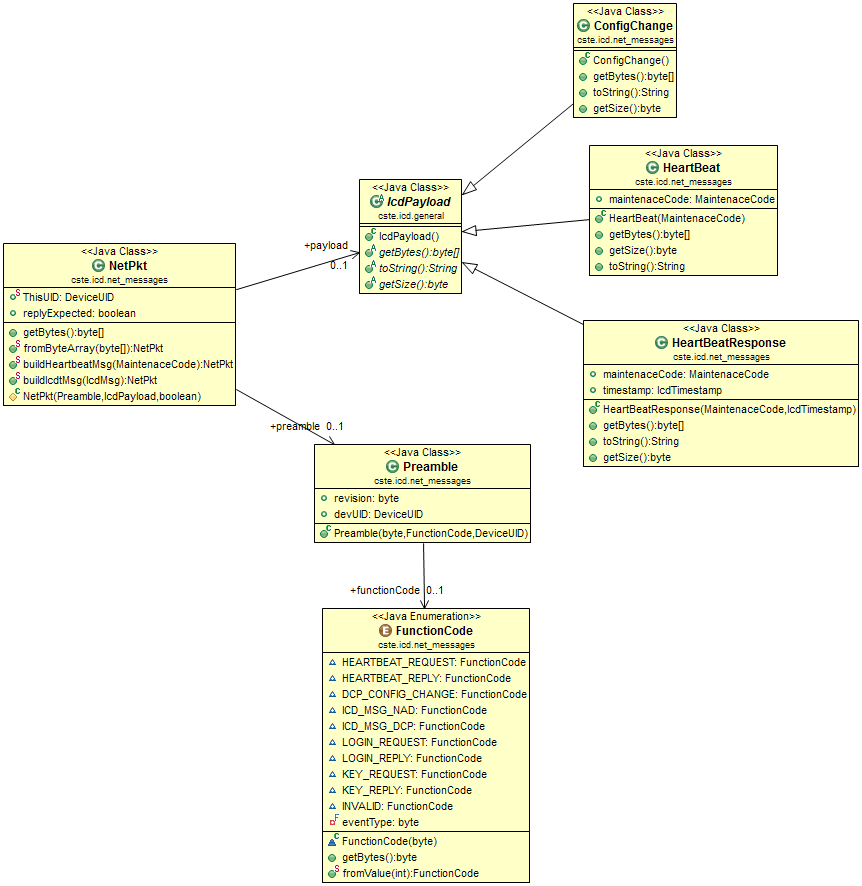 <<Java Class>>
ConfigChange
cste.icd.net_messages
ConfigChange()
getBytes():byte[]
toString():String
getSize():byte
<<Java Class>>
HeartBeat
cste.icd.net_messages
maintenaceCode: MaintenaceCode
HeartBeat(MaintenaceCode)
getBytes():byte[]
getSize():byte
toString():String
<<Java Class>>
IcdPayload
cste.icd.general
IcdPayload()
getBytes():byte[]
toString():String
getSize():byte
+payload
0..1
<<Java Class>>
NetPkt
cste.icd.net_messages
ThisUID: DeviceUID
replyExpected: boolean
getBytes():byte[]
fromByteArray(byte[]):NetPkt
buildHeartbeatMsg(MaintenaceCode):NetPkt
buildIcdtMsg(IcdMsg):NetPkt
NetPkt(Preamble,IcdPayload,boolean)
<<Java Class>>
HeartBeatResponse
cste.icd.net_messages
maintenaceCode: MaintenaceCode
timestamp: IcdTimestamp
HeartBeatResponse(MaintenaceCode,IcdTimestamp)
getBytes():byte[]
toString():String
getSize():byte
+preamble 0..1
<<Java Class>>
Preamble
cste.icd.net_messages
revision: byte
devUID: DeviceUID
Preamble(byte,FunctionCode,DeviceUID)
+functionCode 0..1
<<Java Enumeration>>
FunctionCode
cste.icd.net_messages
HEARTBEAT_REQUEST: FunctionCode
HEARTBEAT_REPLY: FunctionCode
DCP_CONFIG_CHANGE: FunctionCode
ICD_MSG_NAD: FunctionCode
ICD_MSG_DCP: FunctionCode
LOGIN_REQUEST: FunctionCode
LOGIN_REPLY: FunctionCode
KEY_REQUEST: FunctionCode
KEY_REPLY: FunctionCode
INVALID: FunctionCode
eventType: byte
FunctionCode(byte)
getBytes():byte
fromValue(int):FunctionCode